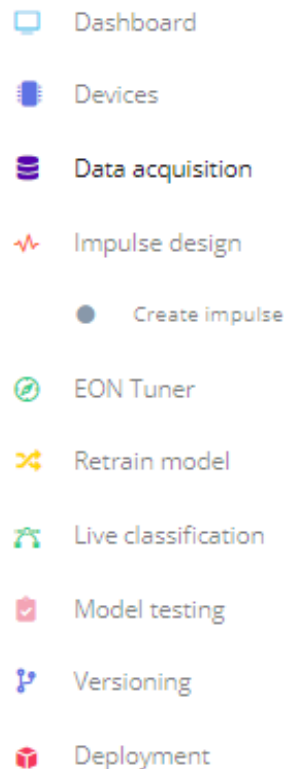 Dashboard
Devices
Data acquisition
Impulse design
Create impulse
EON Tuner
Retrain model
Live classification
Model testing
Versioning
Deployment